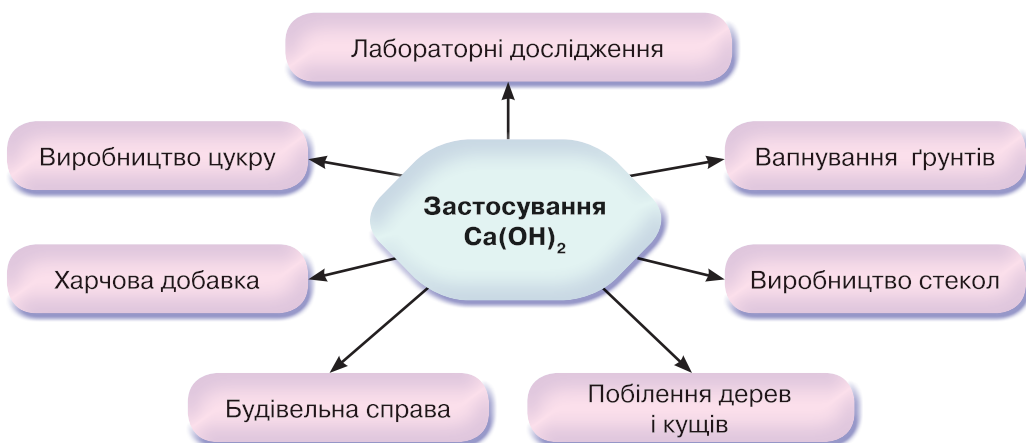 Лабораторні дослідження
Виробництво цукру
Вапнування ґрунтів
Застосування
Ca(OH)₂
Харчова добавка
Виробництво стекол
Будівельна справа
Побілення дерев
і кущів